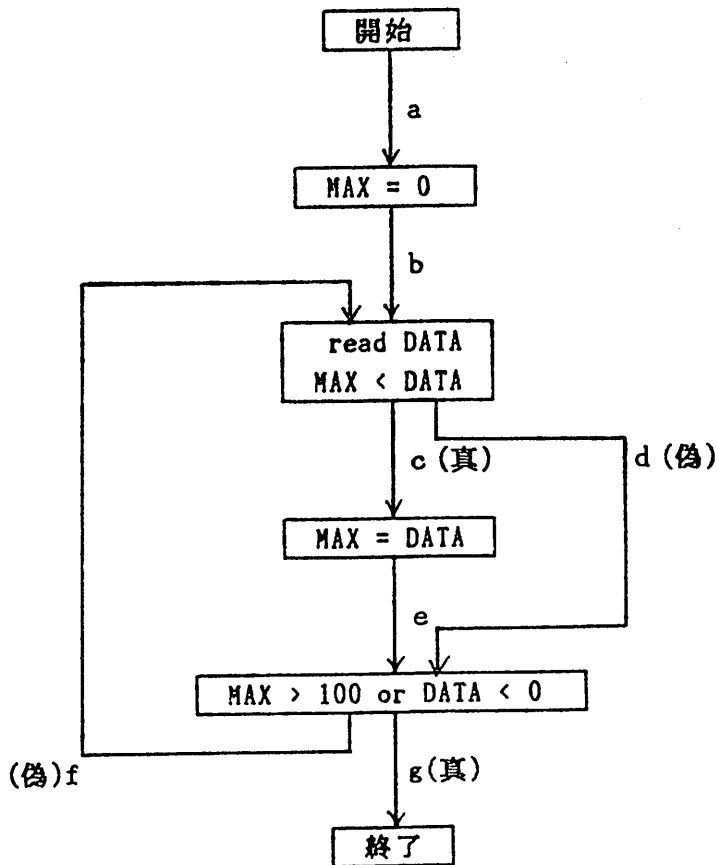 開始
a
MAX = 0
b
read DATA
MAX < DATA
c (真)
d (偽)
MAX = DATA
e
MAX > 100 or DATA < 0
(偽)f
g(真)
終了